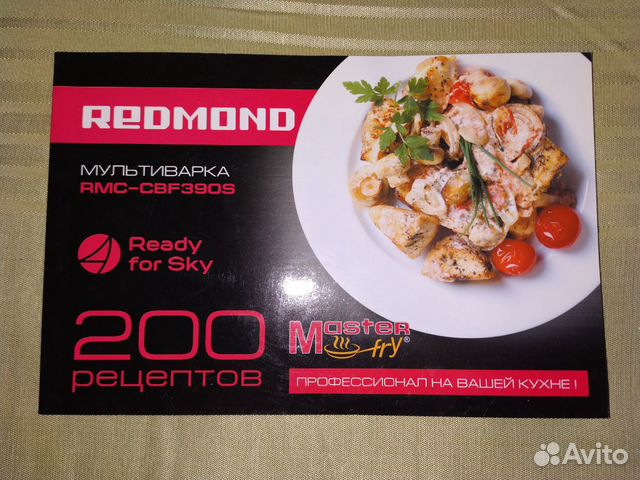 REDMOND
МУЛЬТИВАРКА
RMC-CBF390S
Ready
for Sky
200
рецептов
Master
fry®
ПРОФЕССИОНАЛ НА ВАШЕЙ КУХНЕ !
Avito